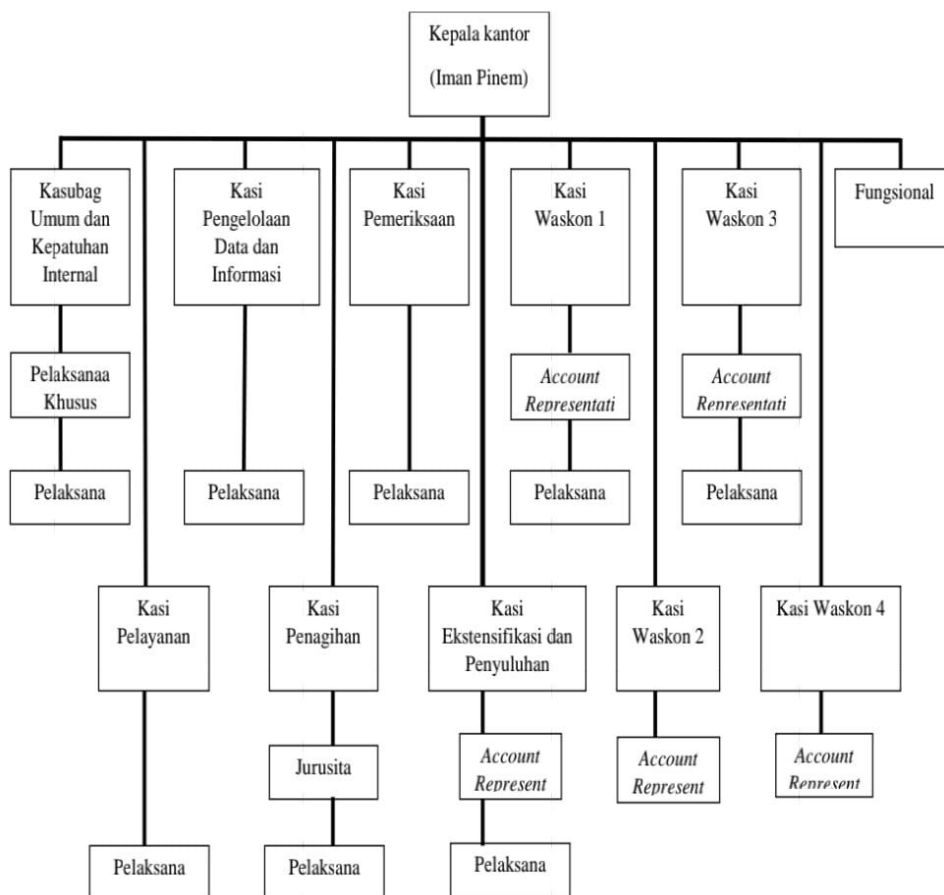 Kepala kantor
(Iman Pinem)
Kasubag
Umum dan
Kepatuhan
Internal
Kasi
Pengelolaan
Data dan
Informasi
Kasi
Pemeriksaan
Kasi
Waskon 1
Kasi
Waskon 3
Fungsional
Pelaksanaa
Khusus
Account
Representati
Account
Representati
Pelaksana
Pelaksana
Pelaksana
Pelaksana
Pelaksana
Kasi
Pelayanan
Kasi
Penagihan
Kasi
Ekstensifikasi dan
Penyuluhan
Kasi
Waskon 2
Kasi Waskon 4
Jurusita
Account
Represent
Account
Represent
Account
Represent
Pelaksana
Pelaksana
Pelaksana